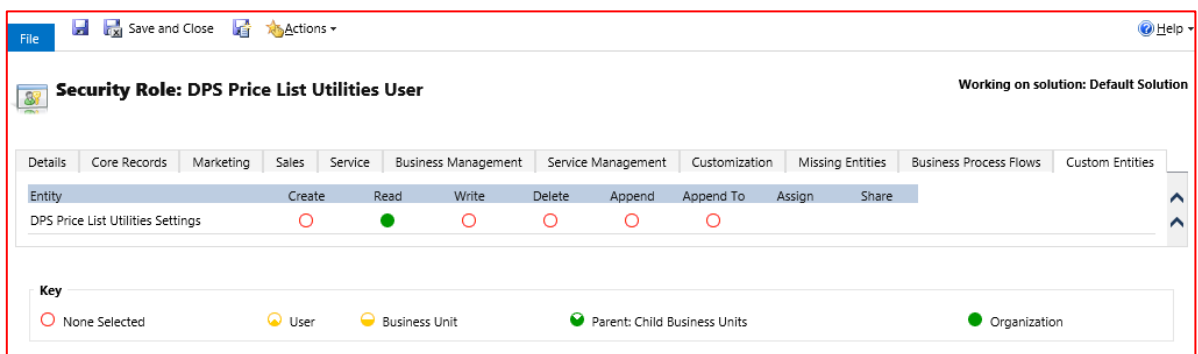 File Save and Close Actions Help
Security Role: DPS Price List Utilities User
Working on solution: Default Solution
Details Core Records Marketing Sales Service Business Management Service Management Customization Missing Entities Business Process Flows Custom Entities
Entity Create Read Write Delete Append Append To Assign Share
DPS Price List Utilities Settings
Key
None Selected User Business Unit Parent: Child Business Units Organization